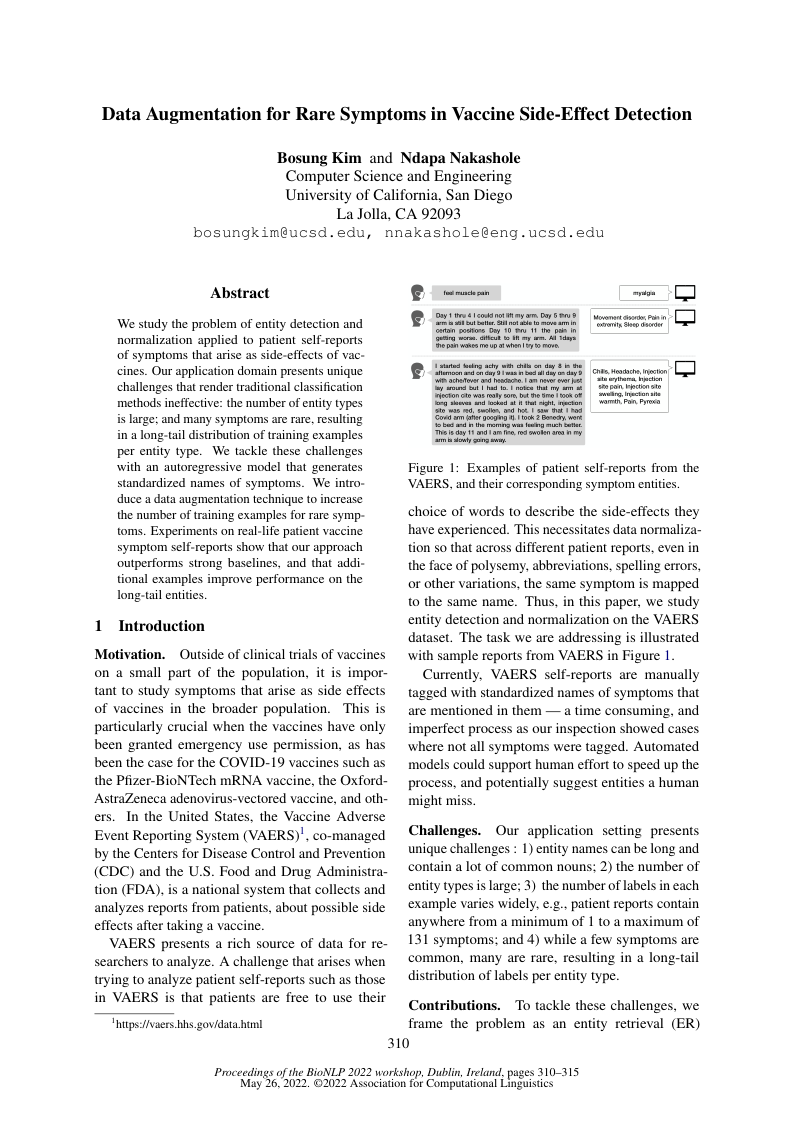 Data Augmentation for Rare Symptoms in Vaccine Side-Effect Detection
Bosung Kim and Ndapa Nakashole
Computer Science and Engineering
University of California, San Diego
La Jolla, CA 92093
bosungkim@ucsd.edu, nnakashole@eng.ucsd.edu
Abstract
We study the problem of entity detection and
normalization applied to patient self-reports
of symptoms that arise as side-effects of vac-
cines. Our application domain presents unique
challenges that render traditional classification
methods ineffective: the number of entity types
is large; and many symptoms are rare, resulting
in a long-tail distribution of training examples
per entity type. We tackle these challenges
with an autoregressive model that generates
standardized names of symptoms. We intro-
duce a data augmentation technique to increase
the number of training examples for rare symp-
toms. Experiments on real-life patient vaccine
symptom self-reports show that our approach
outperforms strong baselines, and that addi-
tional examples improve performance on the
long-tail entities.
1 Introduction
Motivation. Outside of clinical trials of vaccines
on a small part of the population, it is impor-
tant to study symptoms that arise as side effects
of vaccines in the broader population. This is
particularly crucial when the vaccines have only
been granted emergency use permission, as has
been the case for the COVID-19 vaccines such as
the Pfizer-BioNTech mRNA vaccine, the Oxford-
AstraZeneca adenovirus-vectored vaccine, and oth-
ers. In the United States, the Vaccine Adverse
Event Reporting System (VAERS)1, co-managed
by the Centers for Disease Control and Prevention
(CDC) and the U.S. Food and Drug Administra-
tion (FDA), is a national system that collects and
analyzes reports from patients, about possible side
effects after taking a vaccine.
VAERS presents a rich source of data for re-
searchers to analyze. A challenge that arises when
trying to analyze patient self-reports such as those
in VAERS is that patients are free to use their
1https://vaers.hhs.gov/data.html
feel muscle pain
myalgia
Day 1 thru 4 I could not lift my arm. Day 5 thru 9
arm is still but better. Still not able to move arm in
certain positions Day 10 thru 11 the pain in
getting worse. difficult to lift my arm. All 1days
the pain wakes me up at when I try to move.
Movement disorder, Pain in
extremity, Sleep disorder
I started feeling achy with chills on day 8 in the
afternoon and on day 9 I was in bed all day on day 9
with ache/fever and headache. I am never ever just
lay around but I had to. I notice that my arm at
injection cite was really sore, but the time I took off
long sleeves and looked at it that night, injection
site was red, swollen, and hot. I saw that I had
Covid arm (after googling it). I took 2 Benedry, went
to bed and in the morning was feeling much better.
This is day 11 and I am fine, red swollen area in my
arm is slowly going away.
Chills, Headache, Injection
site erythema, Injection
site pain, Injection site
swelling, Injection site
warmth, Pain, Pyrexia
Figure 1: Examples of patient self-reports from the
VAERS, and their corresponding symptom entities.
choice of words to describe the side-effects they
have experienced. This necessitates data normaliza-
tion so that across different patient reports, even in
the face of polysemy, abbreviations, spelling errors,
or other variations, the same symptom is mapped
to the same name. Thus, in this paper, we study
entity detection and normalization on the VAERS
dataset. The task we are addressing is illustrated
with sample reports from VAERS in Figure 1.
Currently, VAERS self-reports are manually
tagged with standardized names of symptoms that
are mentioned in them — a time consuming, and
imperfect process as our inspection showed cases
where not all symptoms were tagged. Automated
models could support human effort to speed up the
process, and potentially suggest entities a human
might miss.
Challenges. Our application setting presents
unique challenges : 1) entity names can be long and
contain a lot of common nouns; 2) the number of
entity types is large; 3) the number of labels in each
example varies widely, e.g., patient reports contain
anywhere from a minimum of 1 to a maximum of
131 symptoms; and 4) while a few symptoms are
common, many are rare, resulting in a long-tail
distribution of labels per entity type.
Contributions. To tackle these challenges, we
frame the problem as an entity retrieval (ER)
310
Proceedings of the BioNLP 2022 workshop, Dublin, Ireland, pages 310–315
May 26, 2022. ©2022 Association for Computational Linguistics